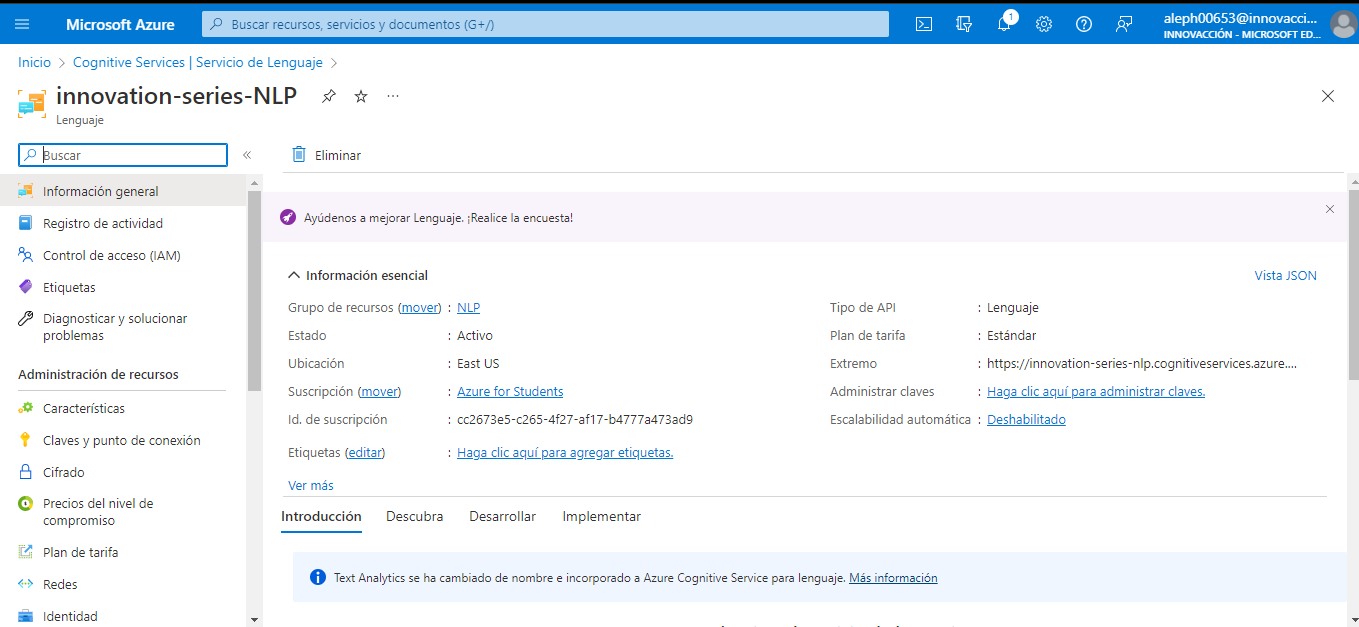 Microsoft Azure
Buscar recursos, servicios y documentos (G+/)
1
aleph00653@innovacci...
INNOVACCIÓN - MICROSOFT ED...
Inicio > Cognitive Services | Servicio de Lenguaje >
innovation-series-NLP
Lenguaje
Buscar
«
Eliminar
Información general
Registro de actividad
Control de acceso (IAM)
Etiquetas
Diagnosticar y solucionar
problemas
Administración de recursos
Características
Claves y punto de conexión
Cifrado
Precios del nivel de
compromiso
Plan de tarifa
Redes
Identidad
Ayúdenos a mejorar Lenguaje. ¡Realice la encuesta!
Información esencial
Vista JSON
Grupo de recursos (mover) : NLP
Estado : Activo
Ubicación : East US
Suscripción (mover) : Azure for Students
Id. de suscripción : cc2673e5-c265-4f27-af17-b4777a473ad9
Etiquetas (editar) : Haga clic aquí para agregar etiquetas.
Tipo de API : Lenguaje
Plan de tarifa : Estándar
Extremo : https://innovation-series-nlp.cognitiveservices.azure....
Administrar claves : Haga clic aquí para administrar claves.
Escalabilidad automática : Deshabilitado
Ver más
Introducción Descubra Desarrollar Implementar
Text Analytics se ha cambiado de nombre e incorporado a Azure Cognitive Service para lenguaje. Más información